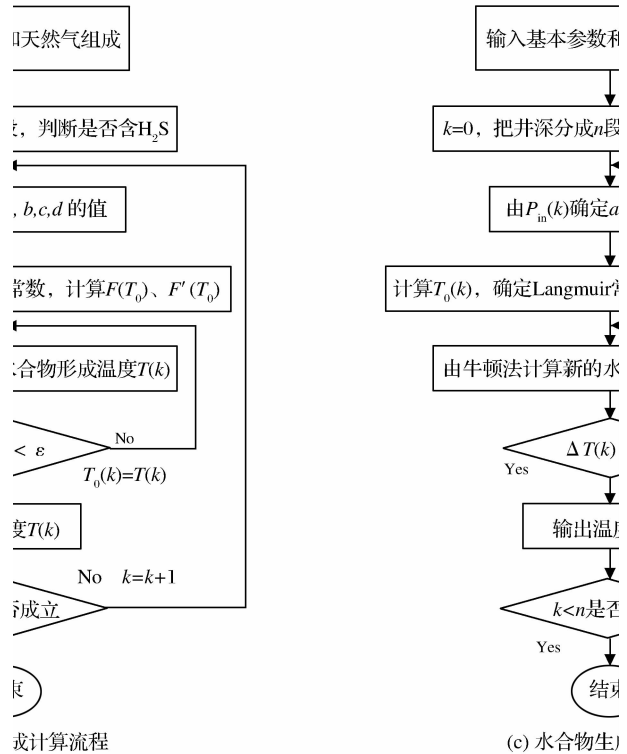 和天然气组成
判断是否含H₂S
, b,c,d 的值
常数，计算F(T₀)、F′(T₀)
水合物形成温度T(k)
< ε
No
T₀(k)=T(k)
度T(k)
No k=k+1
否成立
束
成计算流程
输入基本参数和
k=0，把井深分成n段
由Pᵢₙ(k)确定a
计算T₀(k)，确定Langmuir常
由牛顿法计算新的水
Δ T(k)
Yes
输出温度
k<n是否
Yes
结束
(c) 水合物生成